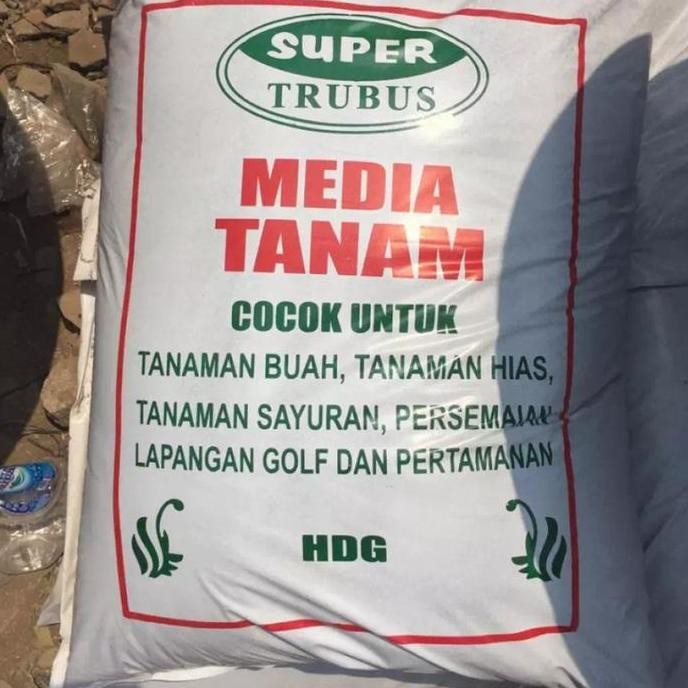 SUPER
TRUBUS
MEDIA
TANAM
COCOK UNTUK
TANAMAN BUAH, TANAMAN HIAS,
TANAMAN SAYURAN, PERSEMAIAN
LAPANGAN GOLF DAN PERTAMANAN
HDG